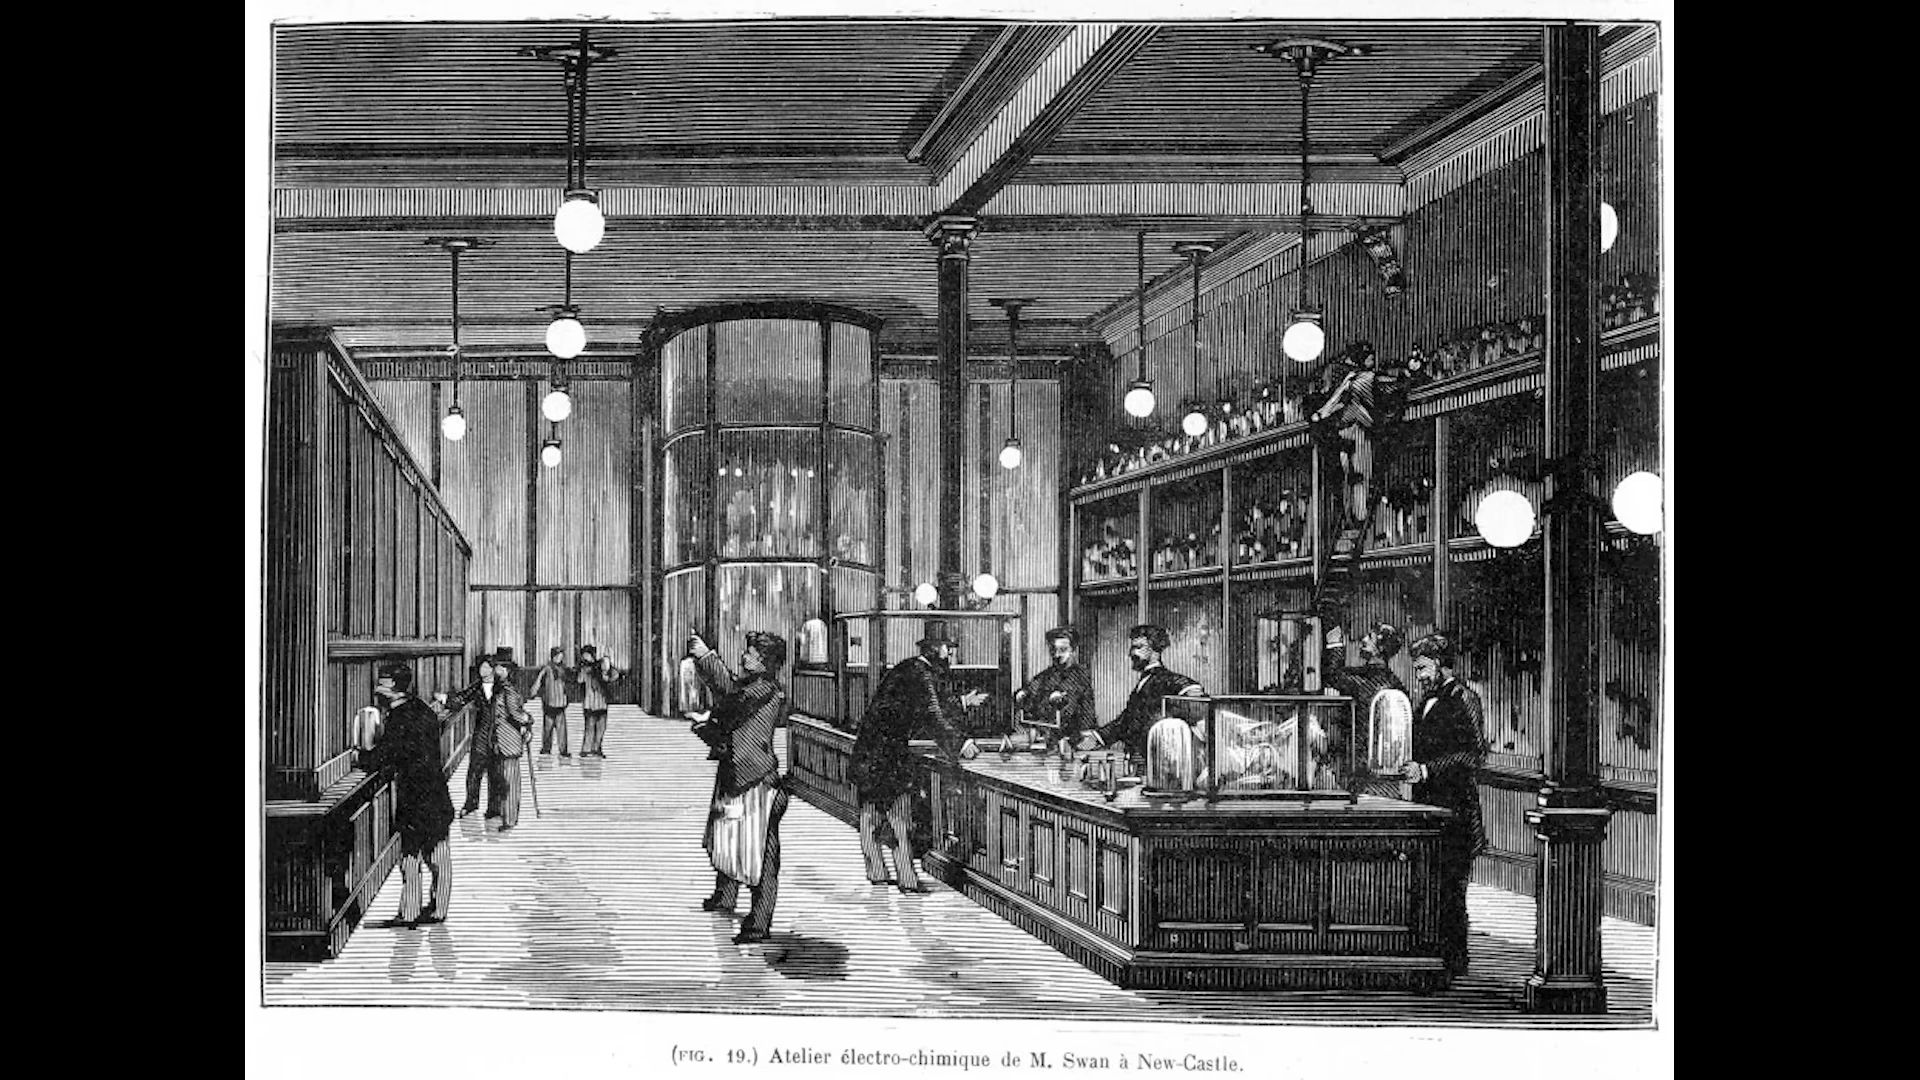 (FIG. 19.) Atelier électro-chimique de M. Swan à New-Castle.